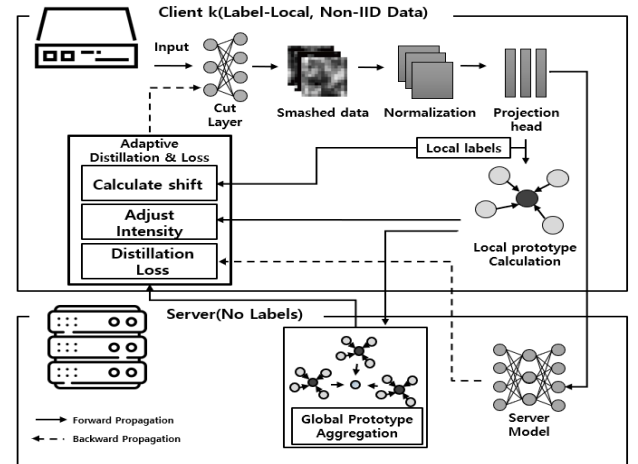 Client k(Label-Local, Non-IID Data)
Input
Cut
Layer
Smashed data
Normalization
Projection
head
Adaptive
Distillation & Loss
Calculate shift
Adjust
Intensity
Distillation
Loss
Local labels
Local prototype
Calculation
Server(No Labels)
Global Prototype
Aggregation
Server
Model
Forward Propagation
Backward Propagation